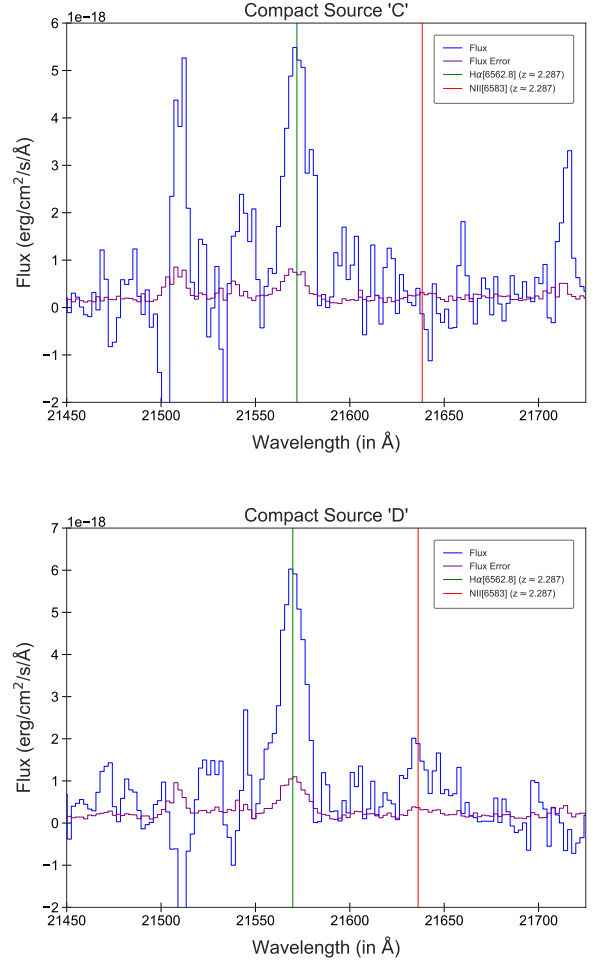 Compact Source 'C'
1e−18
Flux (erg/cm²/s/Å)
6
5
4
3
2
1
0
−1
−2
Flux
Flux Error
Hα[6562.8] (z ≈ 2.287)
NII[6583] (z ≈ 2.287)
21450 21500 21550 21600 21650 21700
Wavelength (in Å)
Compact Source 'D'
1e−18
Flux (erg/cm²/s/Å)
7
6
5
4
3
2
1
0
−1
−2
Flux
Flux Error
Hα[6562.8] (z ≈ 2.287)
NII[6583] (z ≈ 2.287)
21450 21500 21550 21600 21650 21700
Wavelength (in Å)